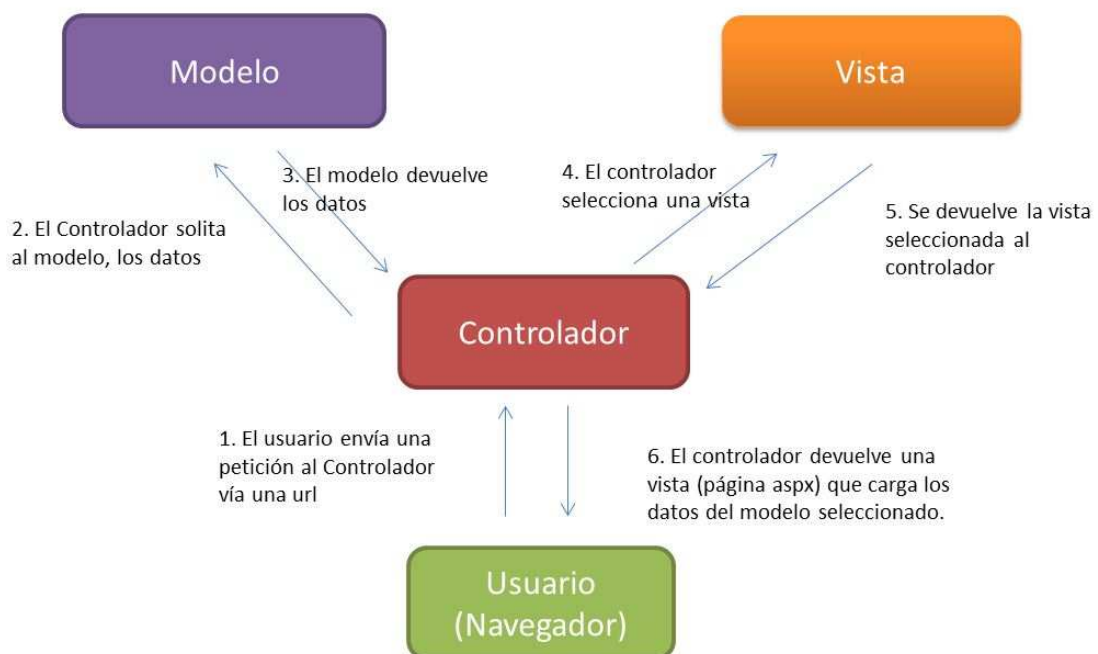 Modelo
Vista
3. El modelo devuelve
los datos
4. El controlador
selecciona una vista
2. El Controlador solita
al modelo, los datos
5. Se devuelve la vista
seleccionada al
controlador
Controlador
1. El usuario envía una
petición al Controlador
vía una url
6. El controlador devuelve una
vista (página aspx) que carga los
datos del modelo seleccionado.
Usuario
(Navegador)